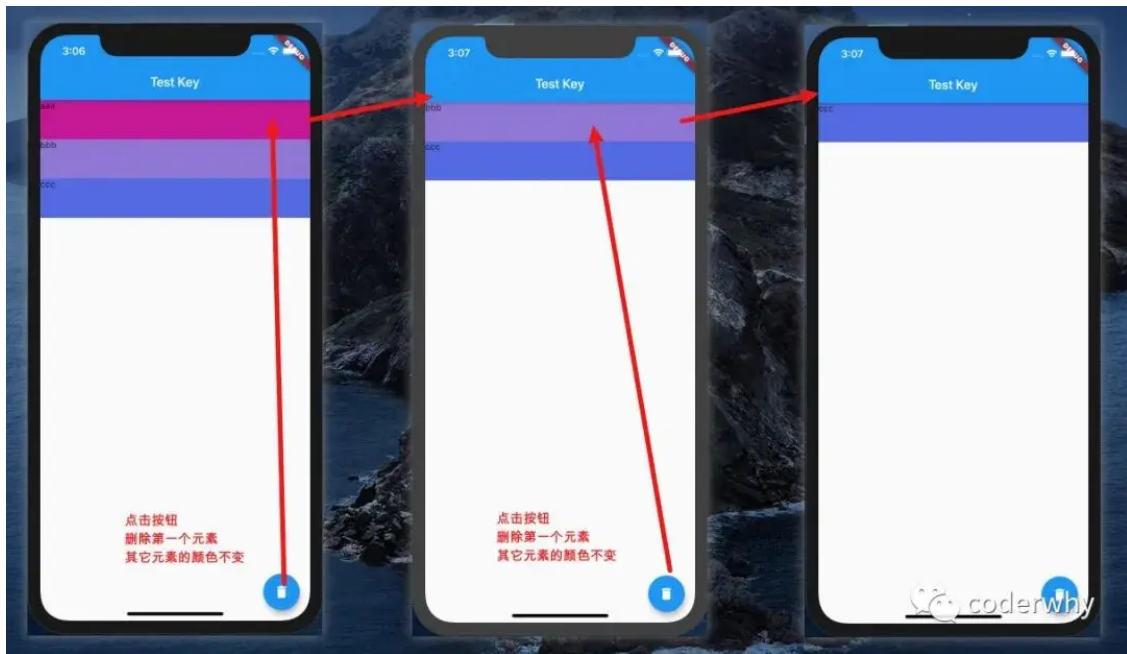 3:06
DEBUG
Test Key
aaa
bbb
ccc
点击按钮
删除第一个元素
其它元素的颜色不变
3:07
DEBUG
Test Key
bbb
ccc
点击按钮
删除第一个元素
其它元素的颜色不变
3:07
DEBUG
Test Key
ccc
coderwhy